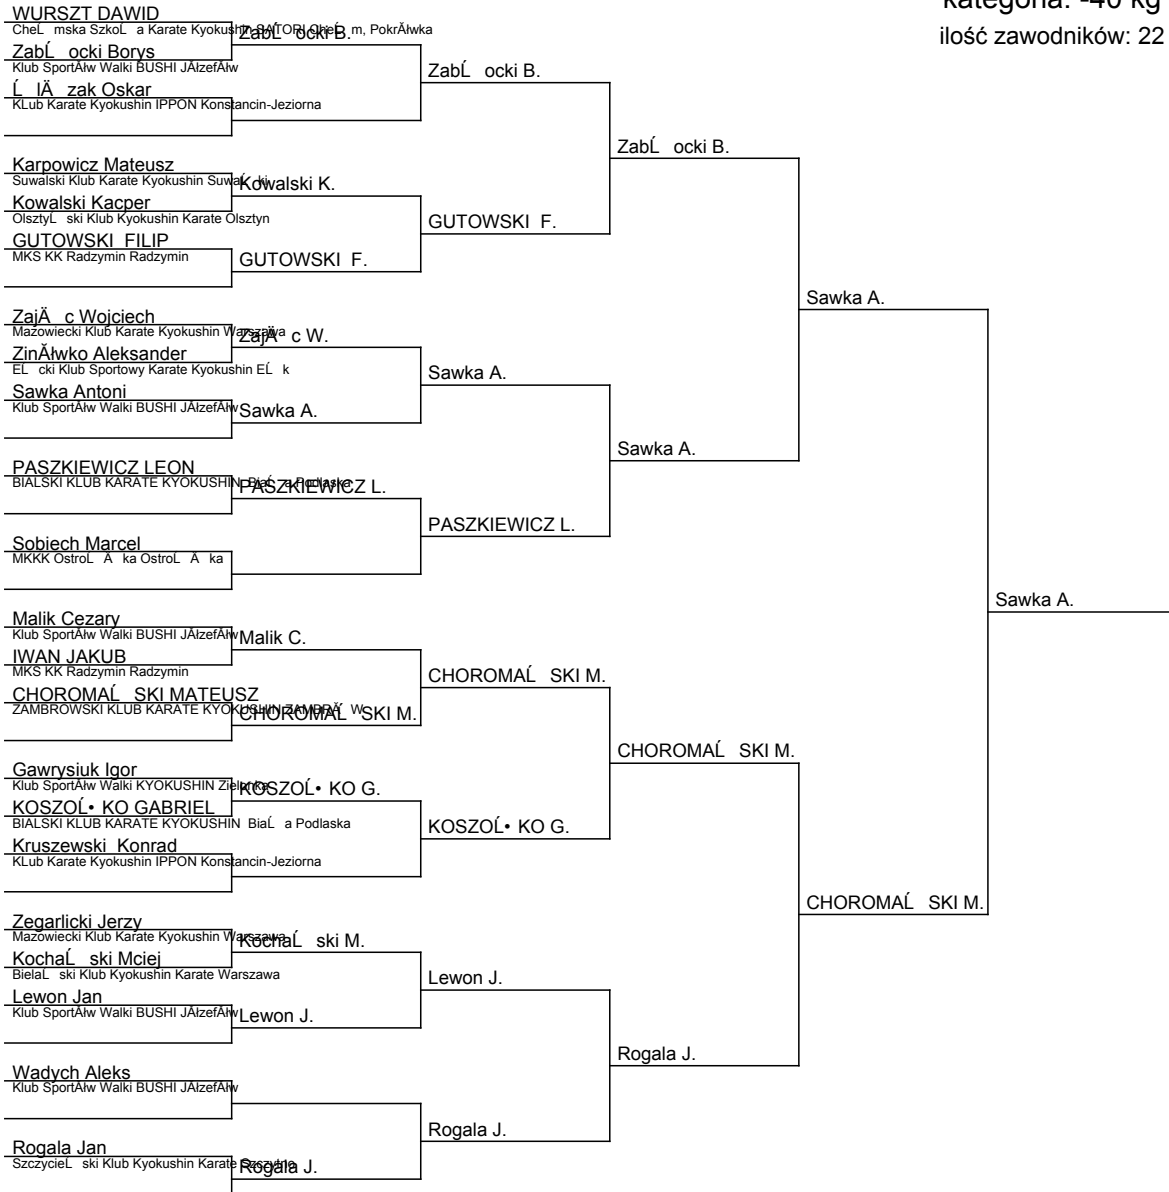 kategoria: -40 kg
ilość zawodników: 22
WURSZT DAWID
CheĹ mska SzkoĹ a Karate Kyokushin SATORI CheĹ m, PokrĂłwka
ZabĹ ocki B.
ZabĹ ocki Borys
Klub SportĂłw Walki BUSHI JĂłzefĂłw
ZabĹ ocki B.
Ĺ lÄ zak Oskar
KLub Karate Kyokushin IPPON Konstancin-Jeziorna
ZabĹ ocki B.
Karpowicz Mateusz
Suwalski Klub Karate Kyokushin SuwaĹ ki
Kowalski K.
Kowalski Kacper
OlsztyĹ ski Klub Kyokushin Karate Olsztyn
GUTOWSKI F.
GUTOWSKI FILIP
MKS KK Radzymin Radzymin
GUTOWSKI F.
Sawka A.
ZajÄ c Wojciech
Mazowiecki Klub Karate Kyokushin Warszawa
ZajÄ c W.
ZinĂłwko Aleksander
EĹ cki Klub Sportowy Karate Kyokushin EĹ k
Sawka A.
Sawka Antoni
Klub SportĂłw Walki BUSHI JĂłzefĂłw
Sawka A.
Sawka A.
PASZKIEWICZ LEON
BIALSKI KLUB KARATE KYOKUSHIN BiaĹ a Podlaska
PASZKIEWICZ L.
PASZKIEWICZ L.
Sobiech Marcel
MKKK OstroĹ Ä ka OstroĹ Ä ka
Sawka A.
Malik Cezary
Klub SportĂłw Walki BUSHI JĂłzefĂłw
Malik C.
IWAN JAKUB
MKS KK Radzymin Radzymin
CHOROMAĹ SKI M.
CHOROMAĹ SKI MATEUSZ
ZAMBROWSKI KLUB KARATE KYOKUSHIN ZAMBRĂ W
CHOROMAĹ SKI M.
CHOROMAĹ SKI M.
Gawrysiuk Igor
Klub SportĂłw Walki KYOKUSHIN Zielonka
KOSZOĹ• KO G.
KOSZOĹ• KO GABRIEL
BIALSKI KLUB KARATE KYOKUSHIN BiaĹ a Podlaska
KOSZOĹ• KO G.
Kruszewski Konrad
KLub Karate Kyokushin IPPON Konstancin-Jeziorna
CHOROMAĹ SKI M.
Zegarlicki Jerzy
Mazowiecki Klub Karate Kyokushin Warszawa
KochaĹ ski M.
KochaĹ ski Mciej
BielaĹ ski Klub Kyokushin Karate Warszawa
Lewon J.
Lewon Jan
Klub SportĂłw Walki BUSHI JĂłzefĂłw
Lewon J.
Rogala J.
Wadych Aleks
Klub SportĂłw Walki BUSHI JĂłzefĂłw
Rogala J.
Rogala Jan
SzczycieĹ ski Klub Kyokushin Karate Szczytno
Rogala J.